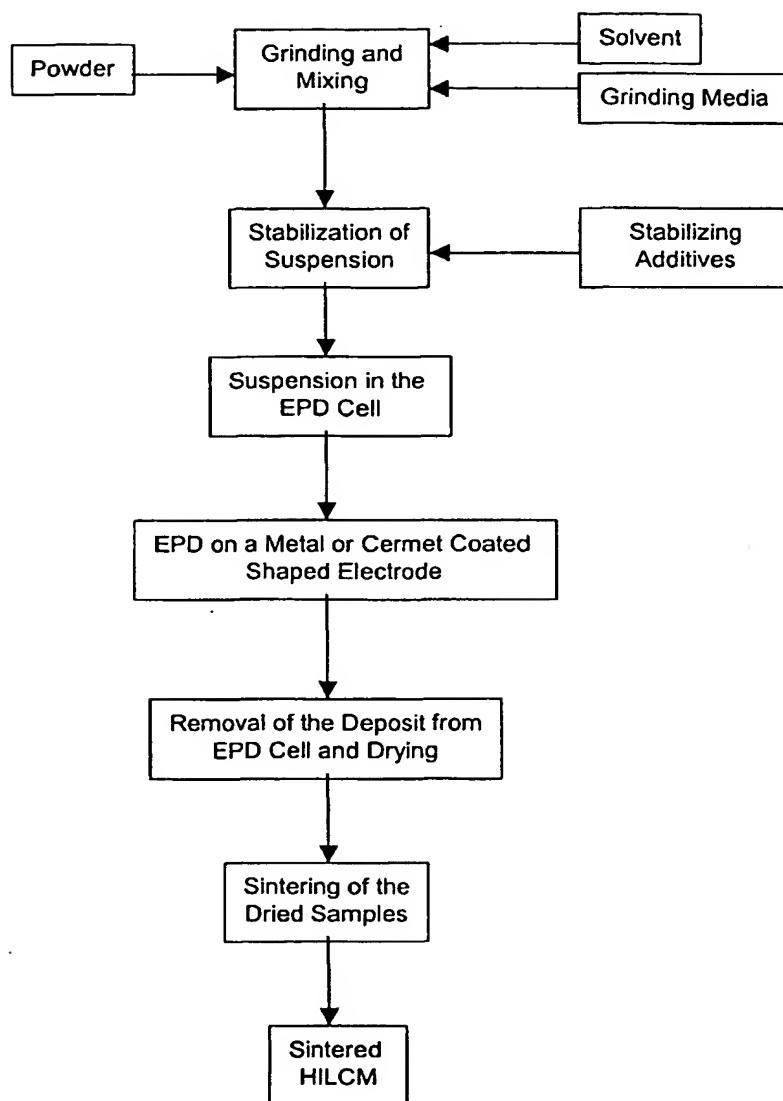 Solvent
Powder
Grinding and
Mixing
Grinding Media
Stabilization of
Suspension
Stabilizing
Additives
Suspension in the
EPD Cell
EPD on a Metal or Cermet Coated
Shaped Electrode
Removal of the Deposit from
EPD Cell and Drying
Sintering of the
Dried Samples
Sintered
HILCM